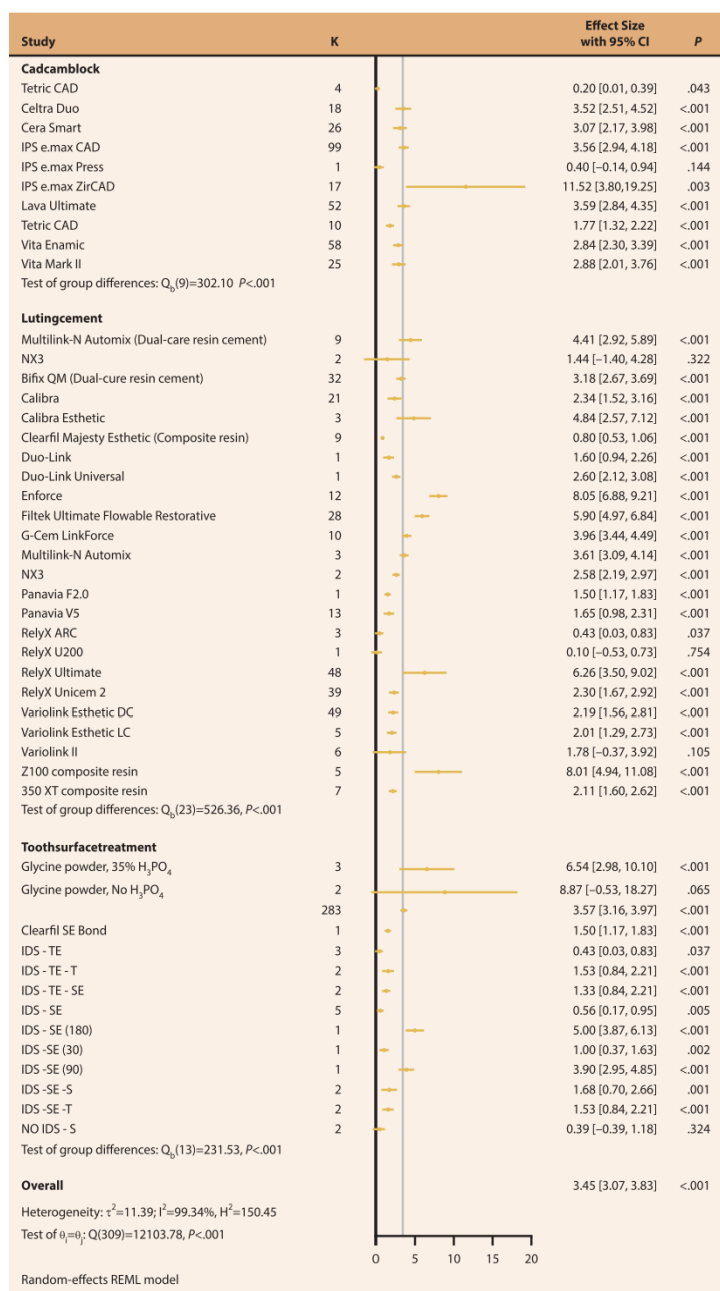 Study K Effect Size with 95% CI P
Cadcamblock
Tetric CAD 4 0.20 [0.01, 0.39] .043
Celtra Duo 18 3.52 [2.51, 4.52] <.001
Cera Smart 26 3.07 [2.17, 3.98] <.001
IPS e.max CAD 99 3.56 [2.94, 4.18] <.001
IPS e.max Press 1 0.40 [−0.14, 0.94] .144
IPS e.max ZirCAD 17 11.52 [3.80,19.25] .003
Lava Ultimate 52 3.59 [2.84, 4.35] <.001
Tetric CAD 10 1.77 [1.32, 2.22] <.001
Vita Enamic 58 2.84 [2.30, 3.39] <.001
Vita Mark II 25 2.88 [2.01, 3.76] <.001
Test of group differences: Qb(9)=302.10 P<.001
Lutingcement
Multilink-N Automix (Dual-care resin cement) 9 4.41 [2.92, 5.89] <.001
NX3 2 1.44 [−1.40, 4.28] .322
Bifix QM (Dual-cure resin cement) 32 3.18 [2.67, 3.69] <.001
Calibra 21 2.34 [1.52, 3.16] <.001
Calibra Esthetic 3 4.84 [2.57, 7.12] <.001
Clearfil Majesty Esthetic (Composite resin) 9 0.80 [0.53, 1.06] <.001
Duo-Link 1 1.60 [0.94, 2.26] <.001
Duo-Link Universal 1 2.60 [2.12, 3.08] <.001
Enforce 12 8.05 [6.88, 9.21] <.001
Filtek Ultimate Flowable Restorative 28 5.90 [4.97, 6.84] <.001
G-Cem LinkForce 10 3.96 [3.44, 4.49] <.001
Multilink-N Automix 3 3.61 [3.09, 4.14] <.001
NX3 2 2.58 [2.19, 2.97] <.001
Panavia F2.0 1 1.50 [1.17, 1.83] <.001
Panavia V5 13 1.65 [0.98, 2.31] <.001
RelyX ARC 3 0.43 [0.03, 0.83] .037
RelyX U200 1 0.10 [−0.53, 0.73] .754
RelyX Ultimate 48 6.26 [3.50, 9.02] <.001
RelyX Unicem 2 39 2.30 [1.67, 2.92] <.001
Variolink Esthetic DC 49 2.19 [1.56, 2.81] <.001
Variolink Esthetic LC 5 2.01 [1.29, 2.73] <.001
Variolink II 6 1.78 [−0.37, 3.92] .105
Z100 composite resin 5 8.01 [4.94, 11.08] <.001
350 XT composite resin 7 2.11 [1.60, 2.62] <.001
Test of group differences: Qb(23)=526.36, P<.001
Toothsurfacetreatment
Glycine powder, 35% H₃PO₄ 3 6.54 [2.98, 10.10] <.001
Glycine powder, No H₃PO₄ 2 8.87 [−0.53, 18.27] .065
283 3.57 [3.16, 3.97] <.001
Clearfil SE Bond 1 1.50 [1.17, 1.83] <.001
IDS - TE 3 0.43 [0.03, 0.83] .037
IDS - TE - T 2 1.53 [0.84, 2.21] <.001
IDS - TE - SE 2 1.33 [0.84, 2.21] <.001
IDS - SE 5 0.56 [0.17, 0.95] .005
IDS - SE (180) 1 5.00 [3.87, 6.13] <.001
IDS -SE (30) 1 1.00 [0.37, 1.63] .002
IDS -SE (90) 1 3.90 [2.95, 4.85] <.001
IDS -SE -S 2 1.68 [0.70, 2.66] .001
IDS -SE -T 2 1.53 [0.84, 2.21] <.001
NO IDS - S 2 0.39 [−0.39, 1.18] .324
Test of group differences: Qb(13)=231.53, P<.001
Overall 3.45 [3.07, 3.83] <.001
Heterogeneity: τ²=11.39; I²=99.34%, H²=150.45
Test of θᵢ=θⱼ: Q(309)=12103.78, P<.001
0 5 10 15 20
Random-effects REML model